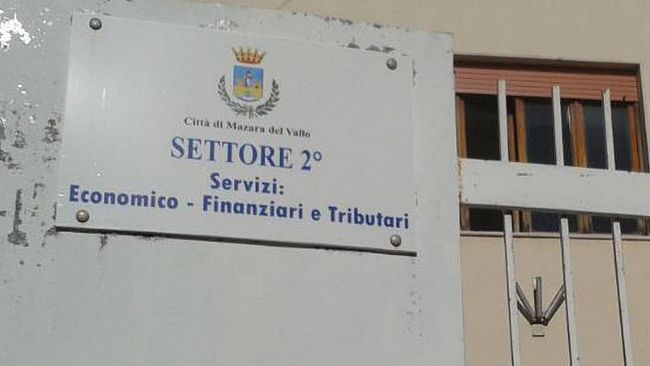 Città di Mazara del Vallo
SETTORE 2°
Servizi:
Economico - Finanziari e Tributari